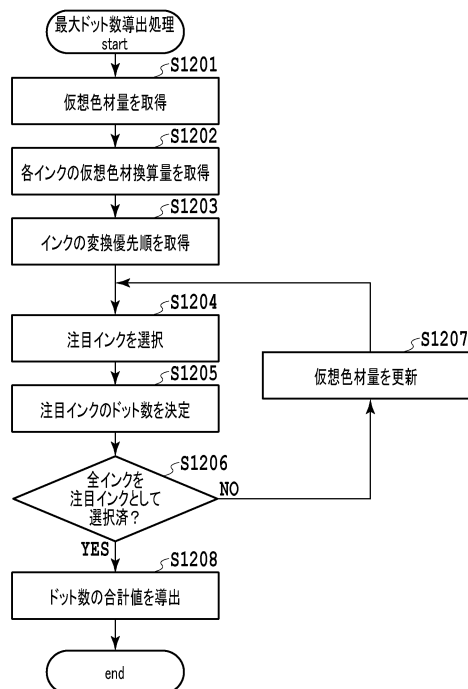 最大ドット数導出処理
start
S1201
仮想色材量を取得
S1202
各インクの仮想色材換算量を取得
S1203
インクの変換優先順を取得
S1204
注目インクを選択
S1207
仮想色材量を更新
S1205
注目インクのドット数を決定
S1206
全インクを
注目インクとして
選択済？
NO
YES
S1208
ドット数の合計値を導出
end